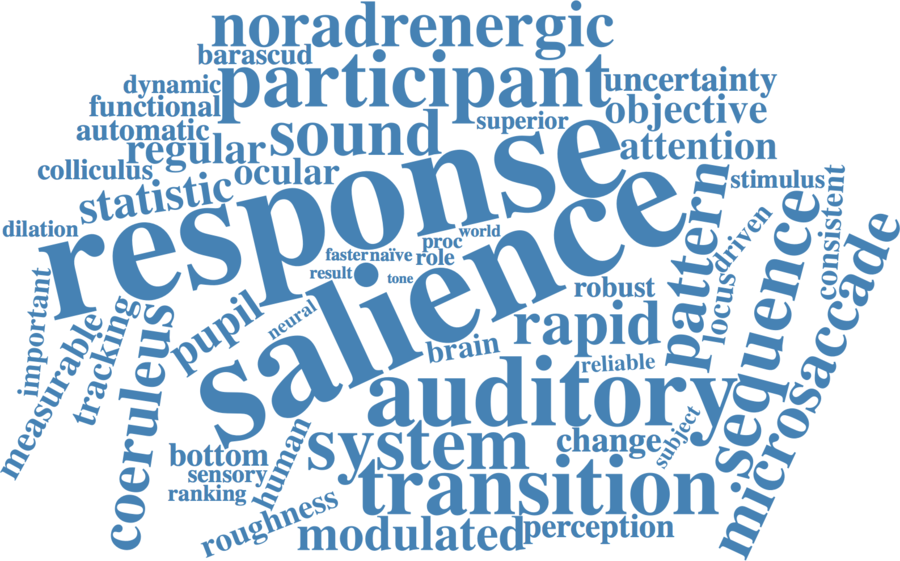 noradrenergic
barascud
participant
dynamic
uncertainty
functional
objective
automatic
sound
superior
regular
attention
response
colliculus
ocular
statistic
stimulus
salience
pattern
dilation
world
proc
driven
consistent
sequence
faster
naïve
role
result
tone
locus
microsaccade
important
robust
neural
pupil
rapid
brain
measurable
tracking
coeruleus
reliable
auditory
subject
change
system
bottom
human
sensory
transition
ranking
roughness
modulated
perception